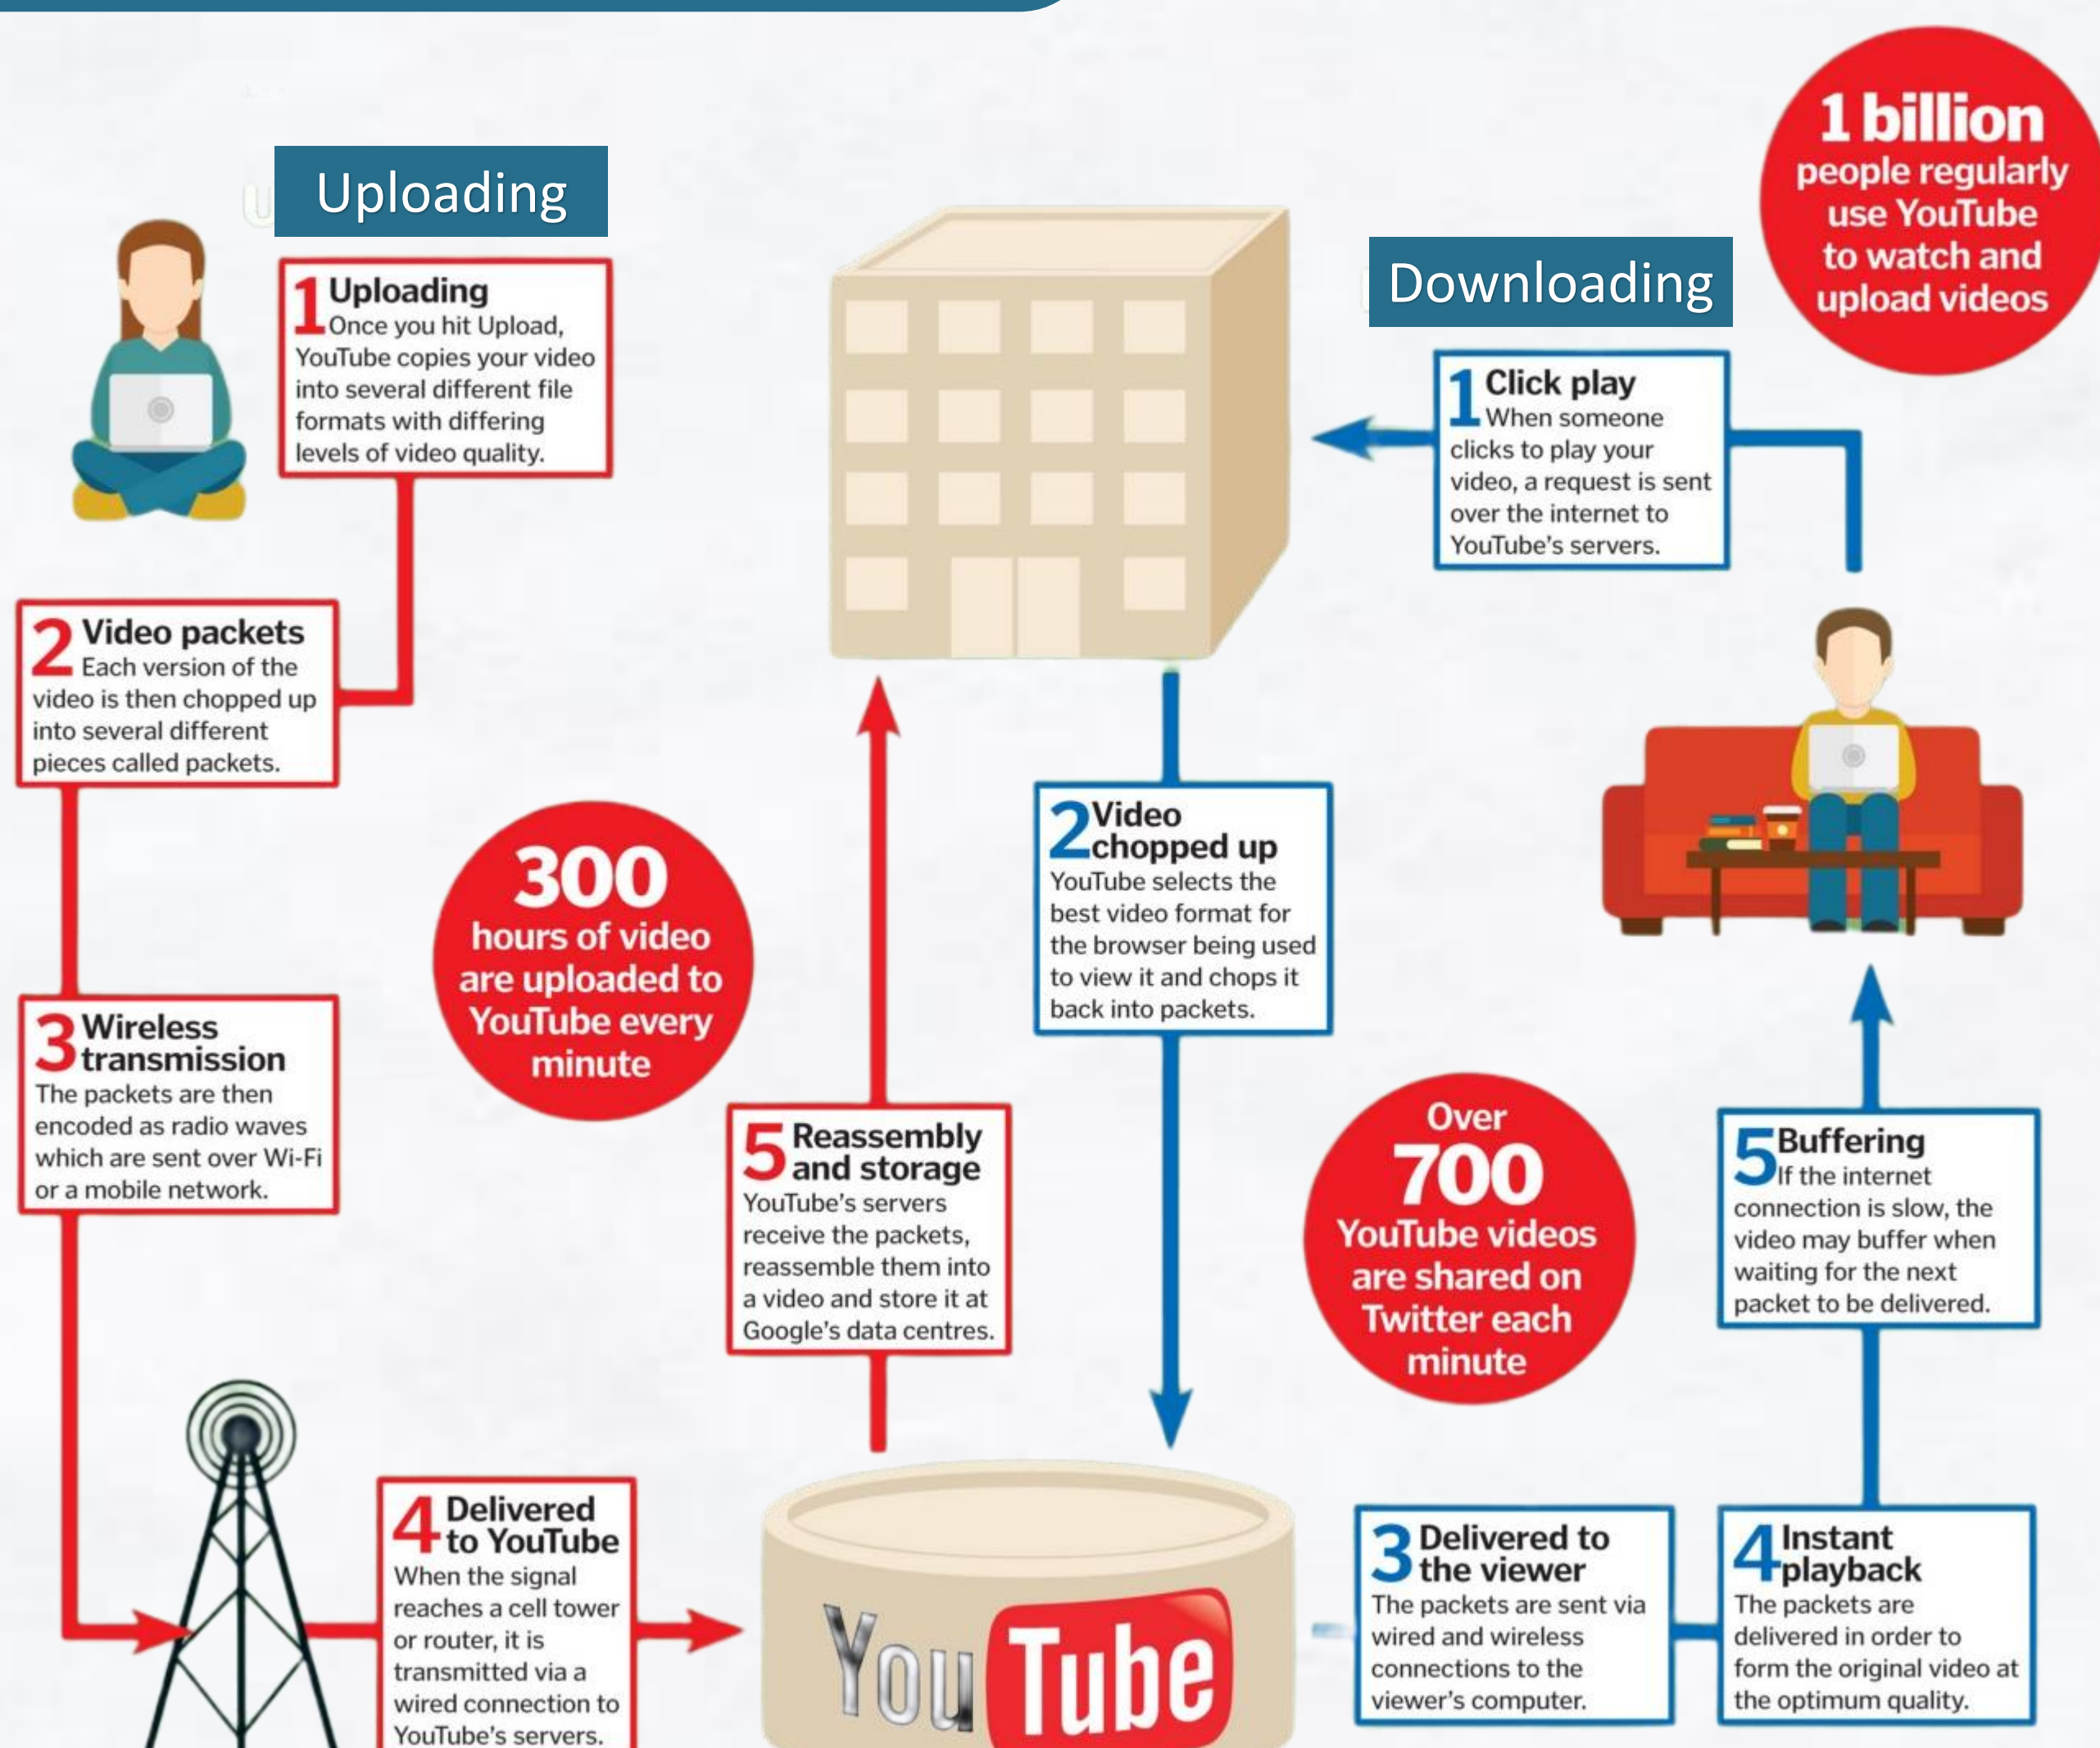 Uploading
1 Uploading
Once you hit Upload,
YouTube copies your video
into several different file
formats with differing
levels of video quality.
2 Video packets
Each version of the
video is then chopped up
into several different
pieces called packets.
3 Wireless
transmission
The packets are then
encoded as radio waves
which are sent over Wi-Fi
or a mobile network.
4 Delivered
to YouTube
When the signal
reaches a cell tower
or router, it is
transmitted via a
wired connection to
YouTube's servers.
5 Reassembly
and storage
YouTube's servers
receive the packets,
reassemble them into
a video and store it at
Google's data centres.
300
hours of video
are uploaded to
YouTube every
minute
YouTube
Downloading
1 Click play
When someone
clicks to play your
video, a request is sent
over the internet to
YouTube's servers.
2 Video
chopped up
YouTube selects the
best video format for
the browser being used
to view it and chops it
back into packets.
3 Delivered to
the viewer
The packets are sent via
wired and wireless
connections to the
viewer's computer.
4 Instant
playback
The packets are
delivered in order to
form the original video at
the optimum quality.
5 Buffering
If the internet
connection is slow, the
video may buffer when
waiting for the next
packet to be delivered.
1 billion
people regularly
use YouTube
to watch and
upload videos
Over
700
YouTube videos
are shared on
Twitter each
minute